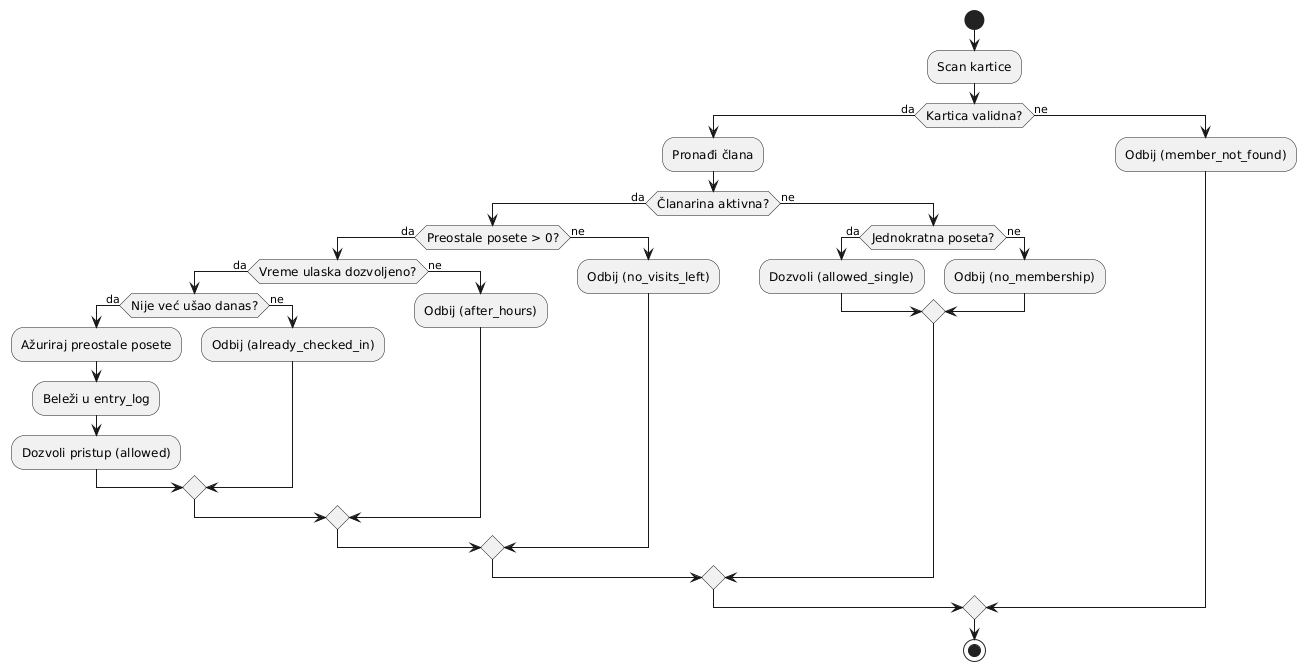 Scan kartice
da
Kartica validna?
ne
Pronađi člana
Odbij (member_not_found)
da
Članarina aktivna?
ne
da
Preostale posete > 0?
ne
da
Jednokratna poseta?
ne
da
Vreme ulaska dozvoljeno?
ne
Odbij (no_visits_left)
Dozvoli (allowed_single)
Odbij (no_membership)
da
Nije već ušao danas?
ne
Odbij (after_hours)
Ažuriraj preostale posete
Odbij (already_checked_in)
Beleži u entry_log
Dozvoli pristup (allowed)